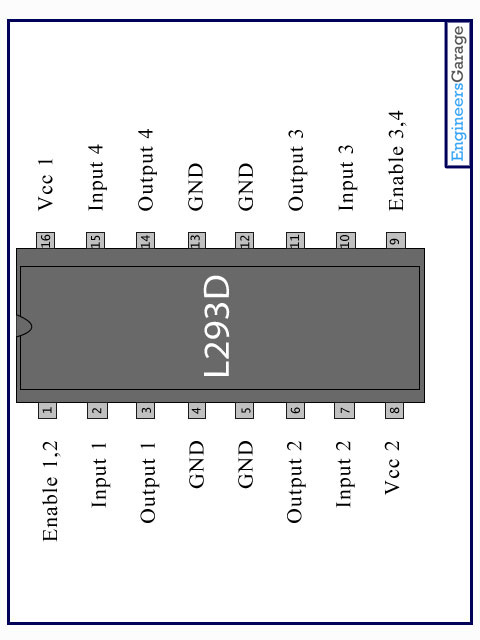 EngineersGarage
Vcc 1
Input 4
Output 4
GND
GND
Output 3
Input 3
Enable 3,4
16
15
14
13
12
11
10
9
L293D
1
2
3
4
5
6
7
8
Enable 1,2
Input 1
Output 1
GND
GND
Output 2
Input 2
Vcc 2